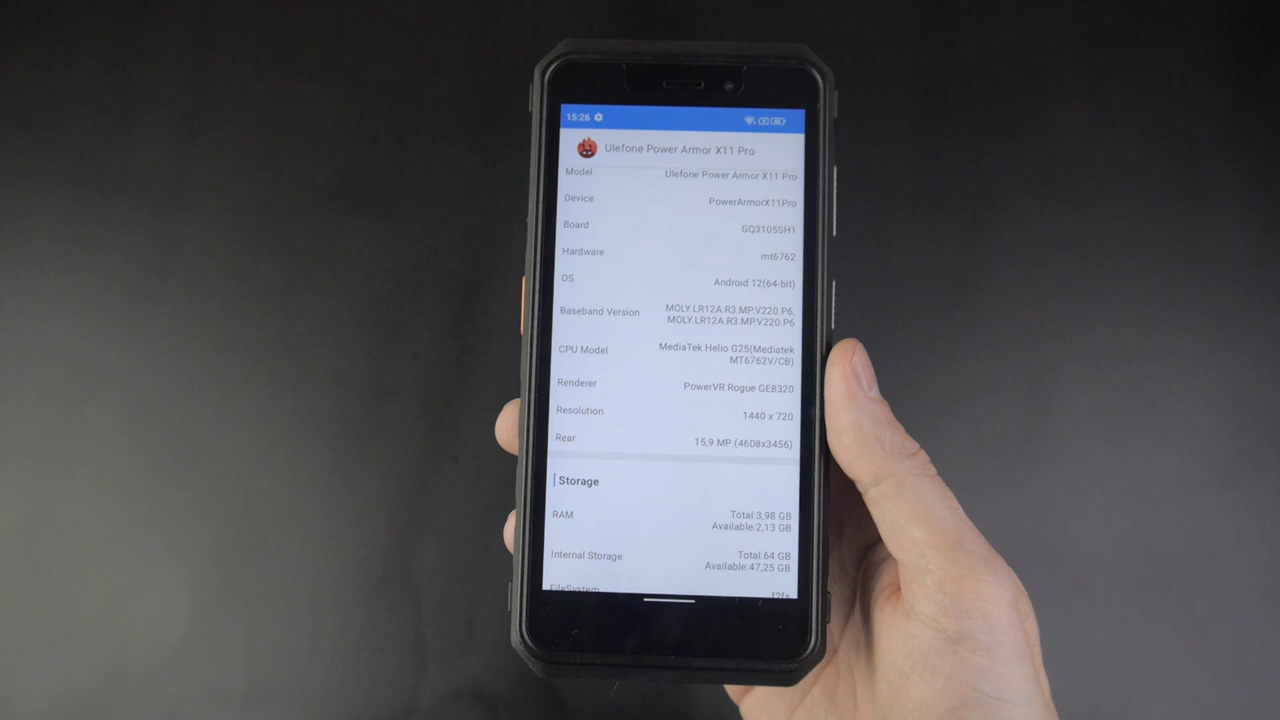 15:26
Ulefone Power Armor X11 Pro
Model Ulefone Power Armor X11 Pro
Device PowerArmorX11Pro
Board GQ3105SH1
Hardware mt6762
OS Android 12(64-bit)
Baseband Version MOLY.LR12A.R3.MP.V220.P6,
MOLY.LR12A.R3.MP.V220.P6
CPU Model MediaTek Helio G25(Mediatek
MT6762V/CB)
Renderer PowerVR Rogue GE8320
Resolution 1440 x 720
Rear 15,9 MP (4608x3456)
Storage
RAM Total:3,98 GB
Available:2,13 GB
Internal Storage Total:64 GB
Available:47,25 GB
FileSystem f2fs